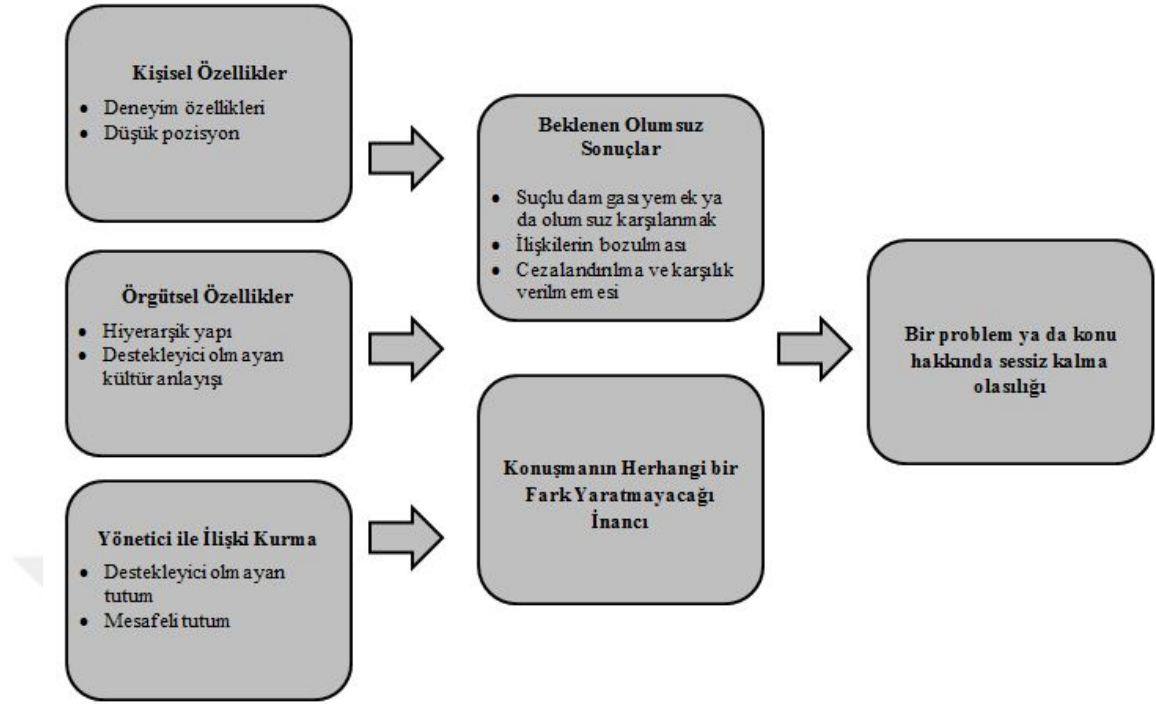 Kişisel Özellikler
• Deneyim özellikleri
• Düşük pozisyon
Örgütsel Özellikler
• Hiyerarşik yapı
• Destekleyici olmayan
kültür anlayışı
Yönetici ile İlişki Kurma
• Destekleyici olmayan
tutum
• Mesafeli tutum
Beklenen Olumsuz
Sonuçlar
• Suçlu damgası yemek ya
da olumsuz karşılanmak
• İlişkilerin bozulması
• Cezalandırılma ve karşılık
verilmemesi
Konuşmanın Herhangi bir
Fark Yaratmayacağı
İnancı
Bir problem ya da konu
hakkında sessiz kalma
olasılığı